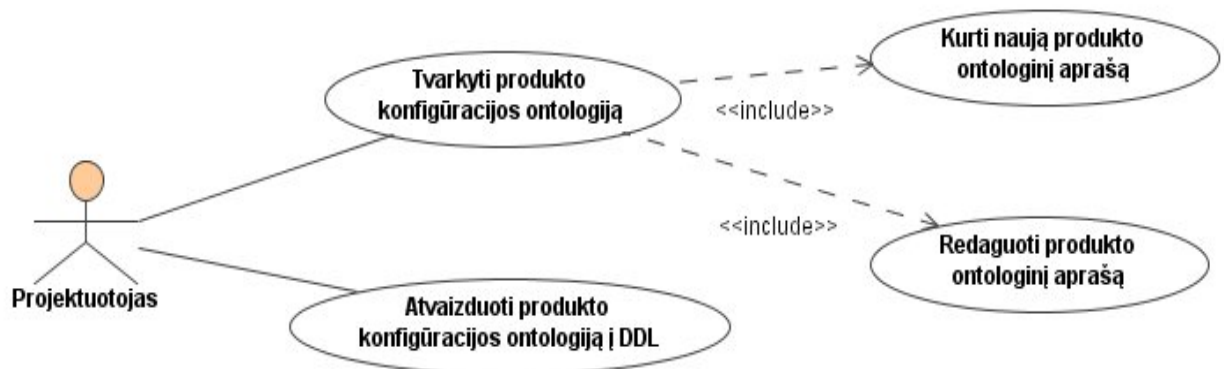 Kurti naują produkto
ontologinį aprašą
Tvarkyti produkto
konfigūracijos ontologiją
<<include>>
<<include>>
Redaguoti produkto
ontologinį aprašą
Projektuotojas
Atvaizduoti produkto
konfigūracijos ontologiją į DDL